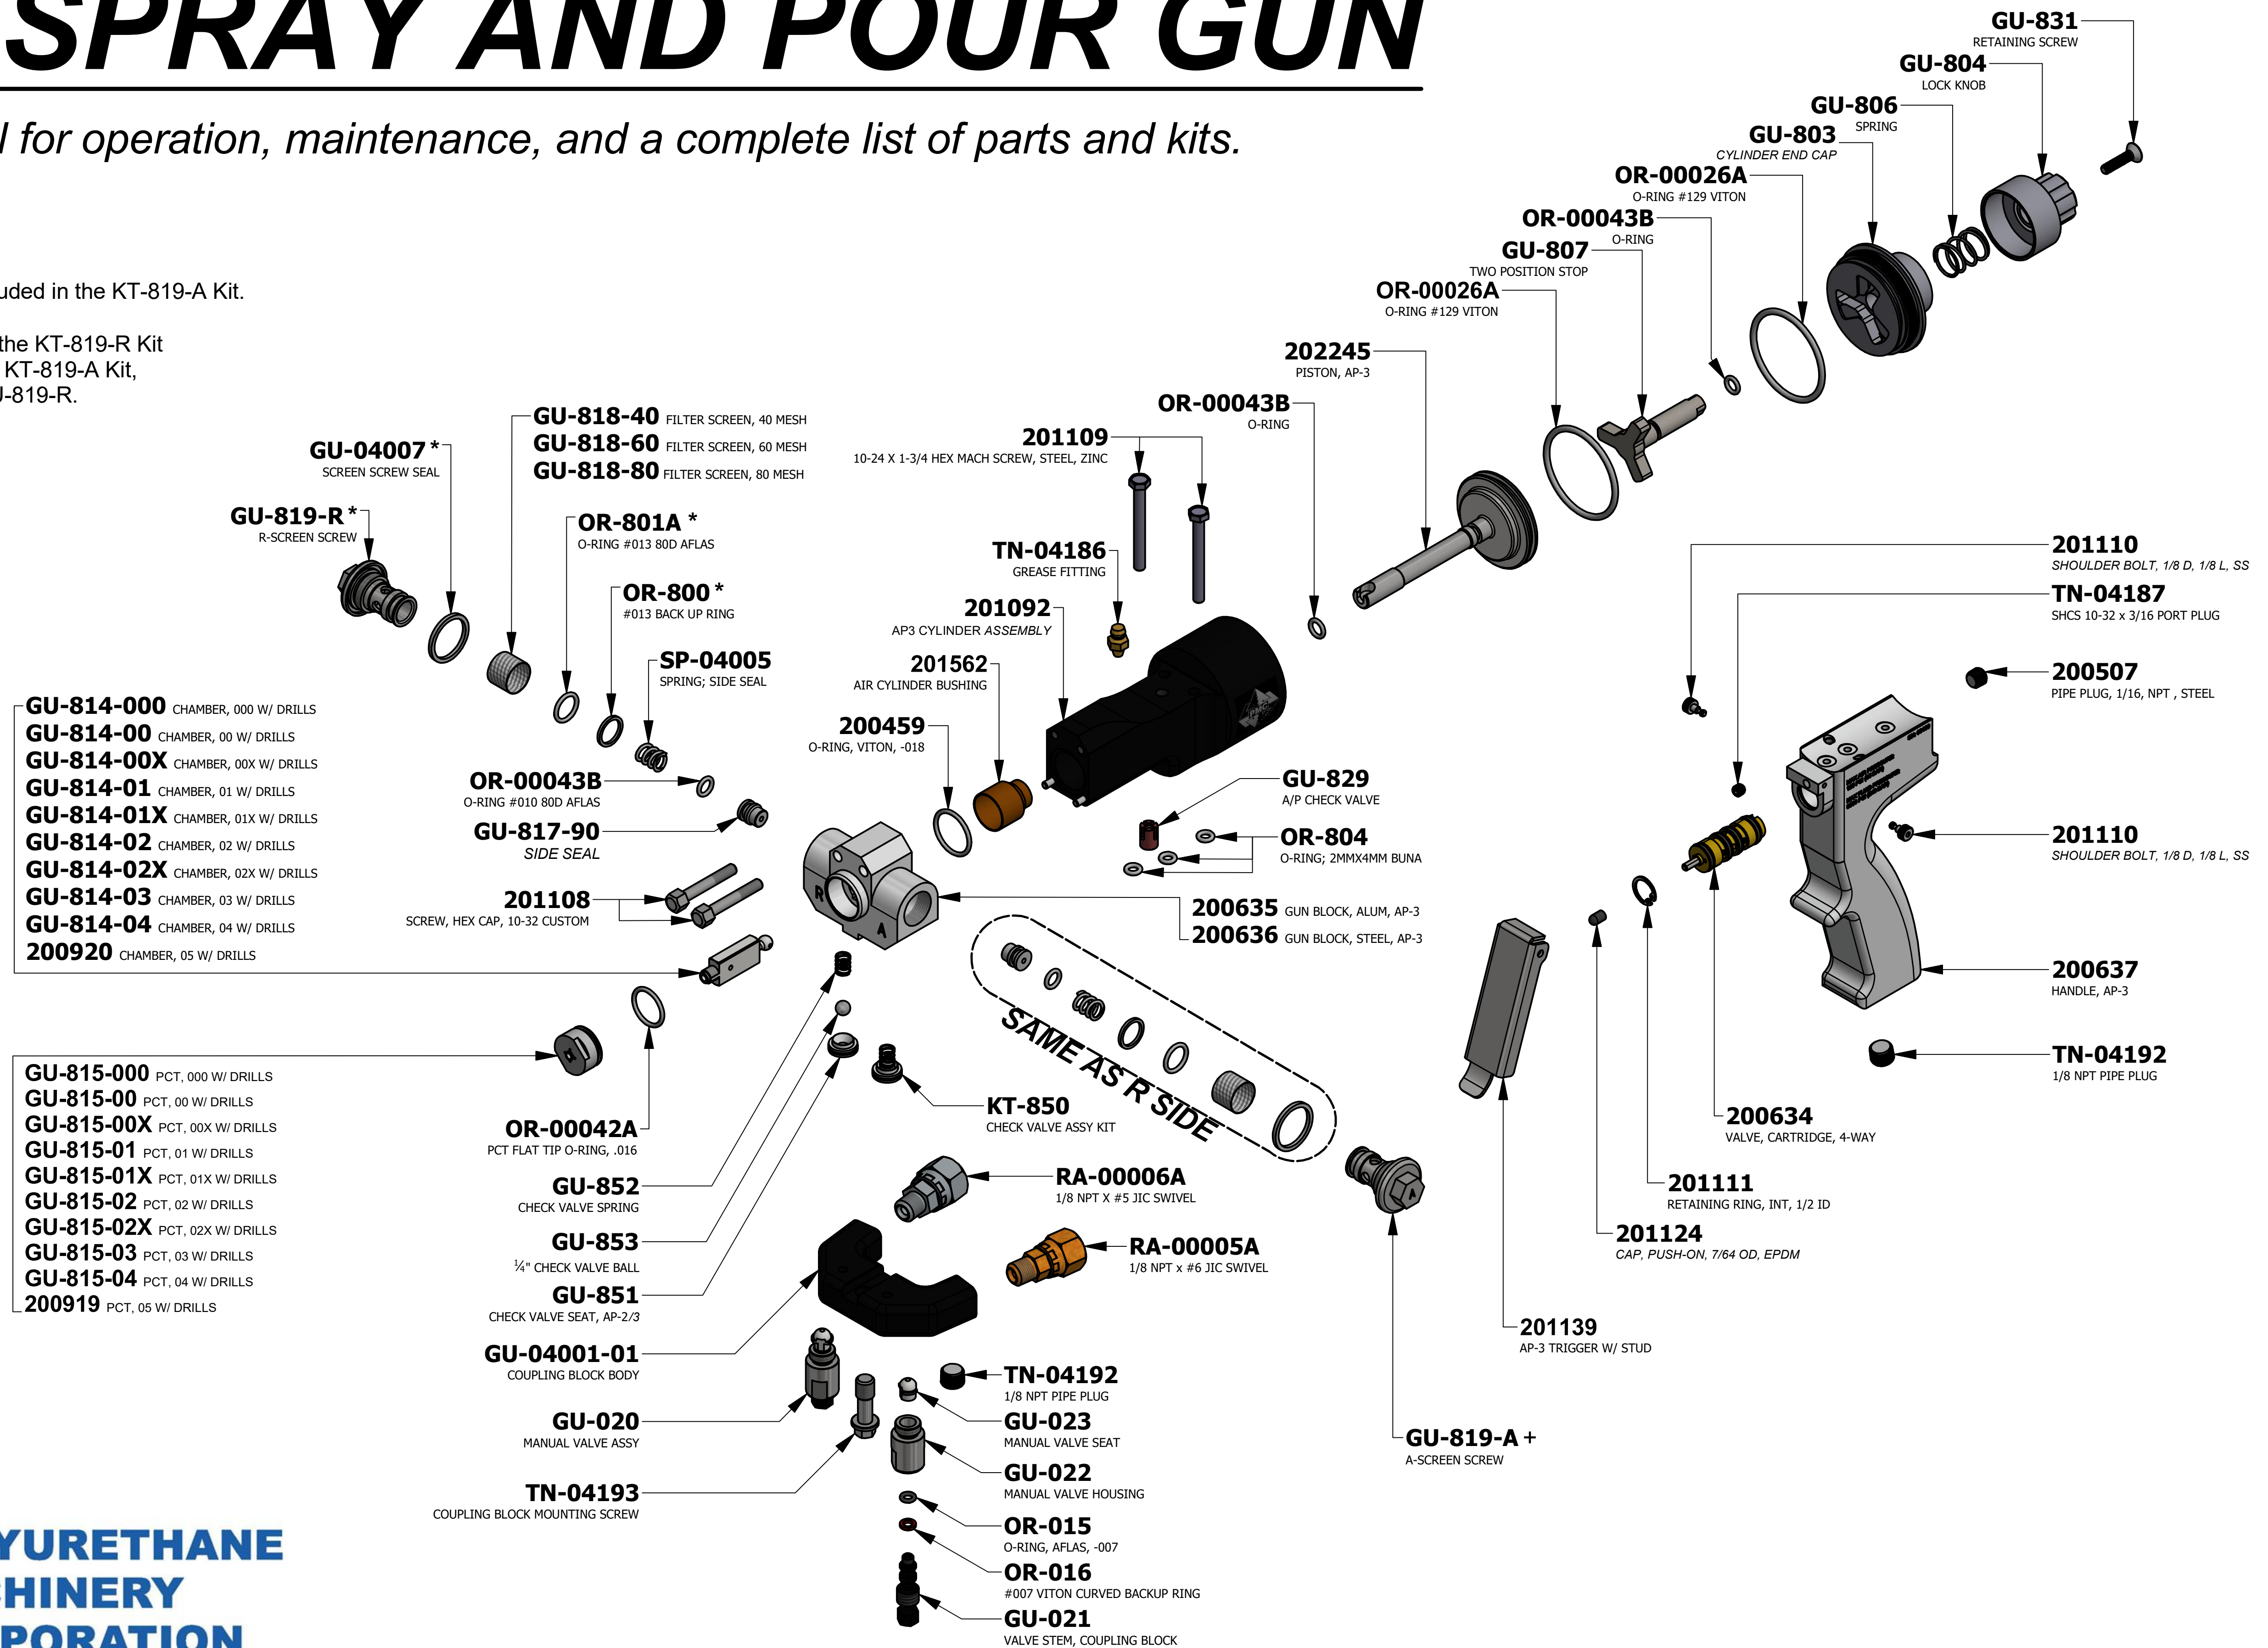 SPRAY AND POUR GUN
for operation, maintenance, and a complete list of parts and kits.
in the KT-819-A Kit.
the KT-819-R Kit
KT-819-A Kit,
GU-831
RETAINING SCREW
GU-804
LOCK KNOB
GU-806
SPRING
GU-803
CYLINDER END CAP
OR-00026A
O-RING #129 VITON
OR-00043B
O-RING
GU-807
TWO POSITION STOP
OR-00026A
O-RING #129 VITON
202245
PISTON, AP-3
OR-00043B
O-RING
201109
10-24 X 1-3/4 HEX MACH SCREW, STEEL, ZINC
TN-04186
GREASE FITTING
201092
AP3 CYLINDER ASSEMBLY
201562
AIR CYLINDER BUSHING
200459
O-RING, VITON, -018
GU-818-40 FILTER SCREEN, 40 MESH
GU-818-60 FILTER SCREEN, 60 MESH
GU-818-80 FILTER SCREEN, 80 MESH
GU-04007 *
SCREEN SCREW SEAL
GU-819-R *
R-SCREEN SCREW
OR-801A *
O-RING #013 80D AFLAS
OR-800 *
#013 BACK UP RING
SP-04005
SPRING; SIDE SEAL
OR-00043B
O-RING #010 80D AFLAS
GU-817-90
SIDE SEAL
201108
SCREW, HEX CAP, 10-32 CUSTOM
GU-814-000 CHAMBER, 000 W/ DRILLS
GU-814-00 CHAMBER, 00 W/ DRILLS
GU-814-00X CHAMBER, 00X W/ DRILLS
GU-814-01 CHAMBER, 01 W/ DRILLS
GU-814-01X CHAMBER, 01X W/ DRILLS
GU-814-02 CHAMBER, 02 W/ DRILLS
GU-814-02X CHAMBER, 02X W/ DRILLS
GU-814-03 CHAMBER, 03 W/ DRILLS
GU-814-04 CHAMBER, 04 W/ DRILLS
200920 CHAMBER, 05 W/ DRILLS
GU-815-000 PCT, 000 W/ DRILLS
GU-815-00 PCT, 00 W/ DRILLS
GU-815-00X PCT, 00X W/ DRILLS
GU-815-01 PCT, 01 W/ DRILLS
GU-815-01X PCT, 01X W/ DRILLS
GU-815-02 PCT, 02 W/ DRILLS
GU-815-02X PCT, 02X W/ DRILLS
GU-815-03 PCT, 03 W/ DRILLS
GU-815-04 PCT, 04 W/ DRILLS
200919 PCT, 05 W/ DRILLS
R
A
GU-829
A/P CHECK VALVE
OR-804
O-RING; 2MMX4MM BUNA
200635 GUN BLOCK, ALUM, AP-3
200636 GUN BLOCK, STEEL, AP-3
SAME AS R SIDE
OR-00042A
PCT FLAT TIP O-RING, .016
KT-850
CHECK VALVE ASSY KIT
GU-852
CHECK VALVE SPRING
GU-853
¼" CHECK VALVE BALL
GU-851
CHECK VALVE SEAT, AP-2/3
GU-04001-01
COUPLING BLOCK BODY
GU-020
MANUAL VALVE ASSY
TN-04193
COUPLING BLOCK MOUNTING SCREW
RA-00006A
1/8 NPT X #5 JIC SWIVEL
RA-00005A
1/8 NPT x #6 JIC SWIVEL
TN-04192
1/8 NPT PIPE PLUG
GU-023
MANUAL VALVE SEAT
GU-022
MANUAL VALVE HOUSING
OR-015
O-RING, AFLAS, -007
OR-016
#007 VITON CURVED BACKUP RING
GU-021
VALVE STEM, COUPLING BLOCK
A
GU-819-A +
A-SCREEN SCREW
201110
SHOULDER BOLT, 1/8 D, 1/8 L, SS
TN-04187
SHCS 10-32 x 3/16 PORT PLUG
200507
PIPE PLUG, 1/16, NPT , STEEL
201110
SHOULDER BOLT, 1/8 D, 1/8 L, SS
200637
HANDLE, AP-3
TN-04192
1/8 NPT PIPE PLUG
200634
VALVE, CARTRIDGE, 4-WAY
201111
RETAINING RING, INT, 1/2 ID
201124
CAP, PUSH-ON, 7/64 OD, EPDM
201139
AP-3 TRIGGER W/ STUD
YURETHANE
HINERY
PORATION